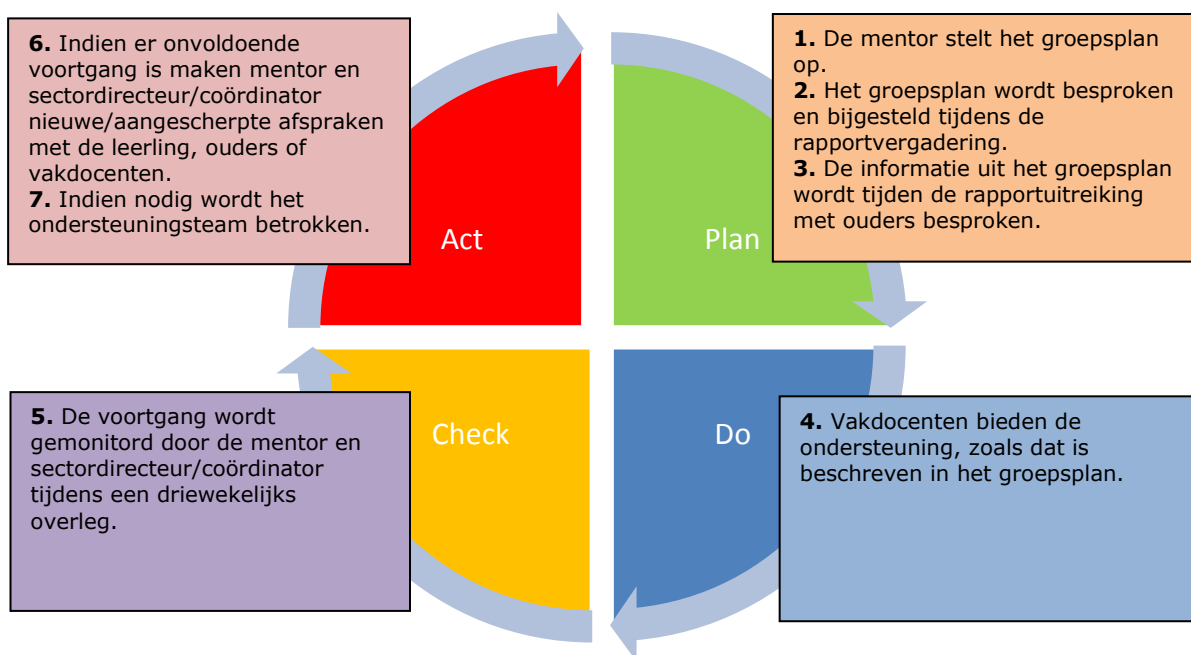 1. De mentor stelt het groepsplan
op.
2. Het groepsplan wordt besproken
en bijgesteld tijdens de
rapportvergadering.
3. De informatie uit het groepsplan
wordt tijden de rapportuitreiking
met ouders besproken.
Plan
4. Vakdocenten bieden de
ondersteuning, zoals dat is
beschreven in het groepsplan.
Do
5. De voortgang wordt
gemonitord door de mentor en
sectordirecteur/coördinator
tijdens een driewekelijks
overleg.
Check
6. Indien er onvoldoende
voortgang is maken mentor en
sectordirecteur/coördinator
nieuwe/aangescherpte afspraken
met de leerling, ouders of
vakdocenten.
7. Indien nodig wordt het
ondersteuningsteam betrokken.
Act